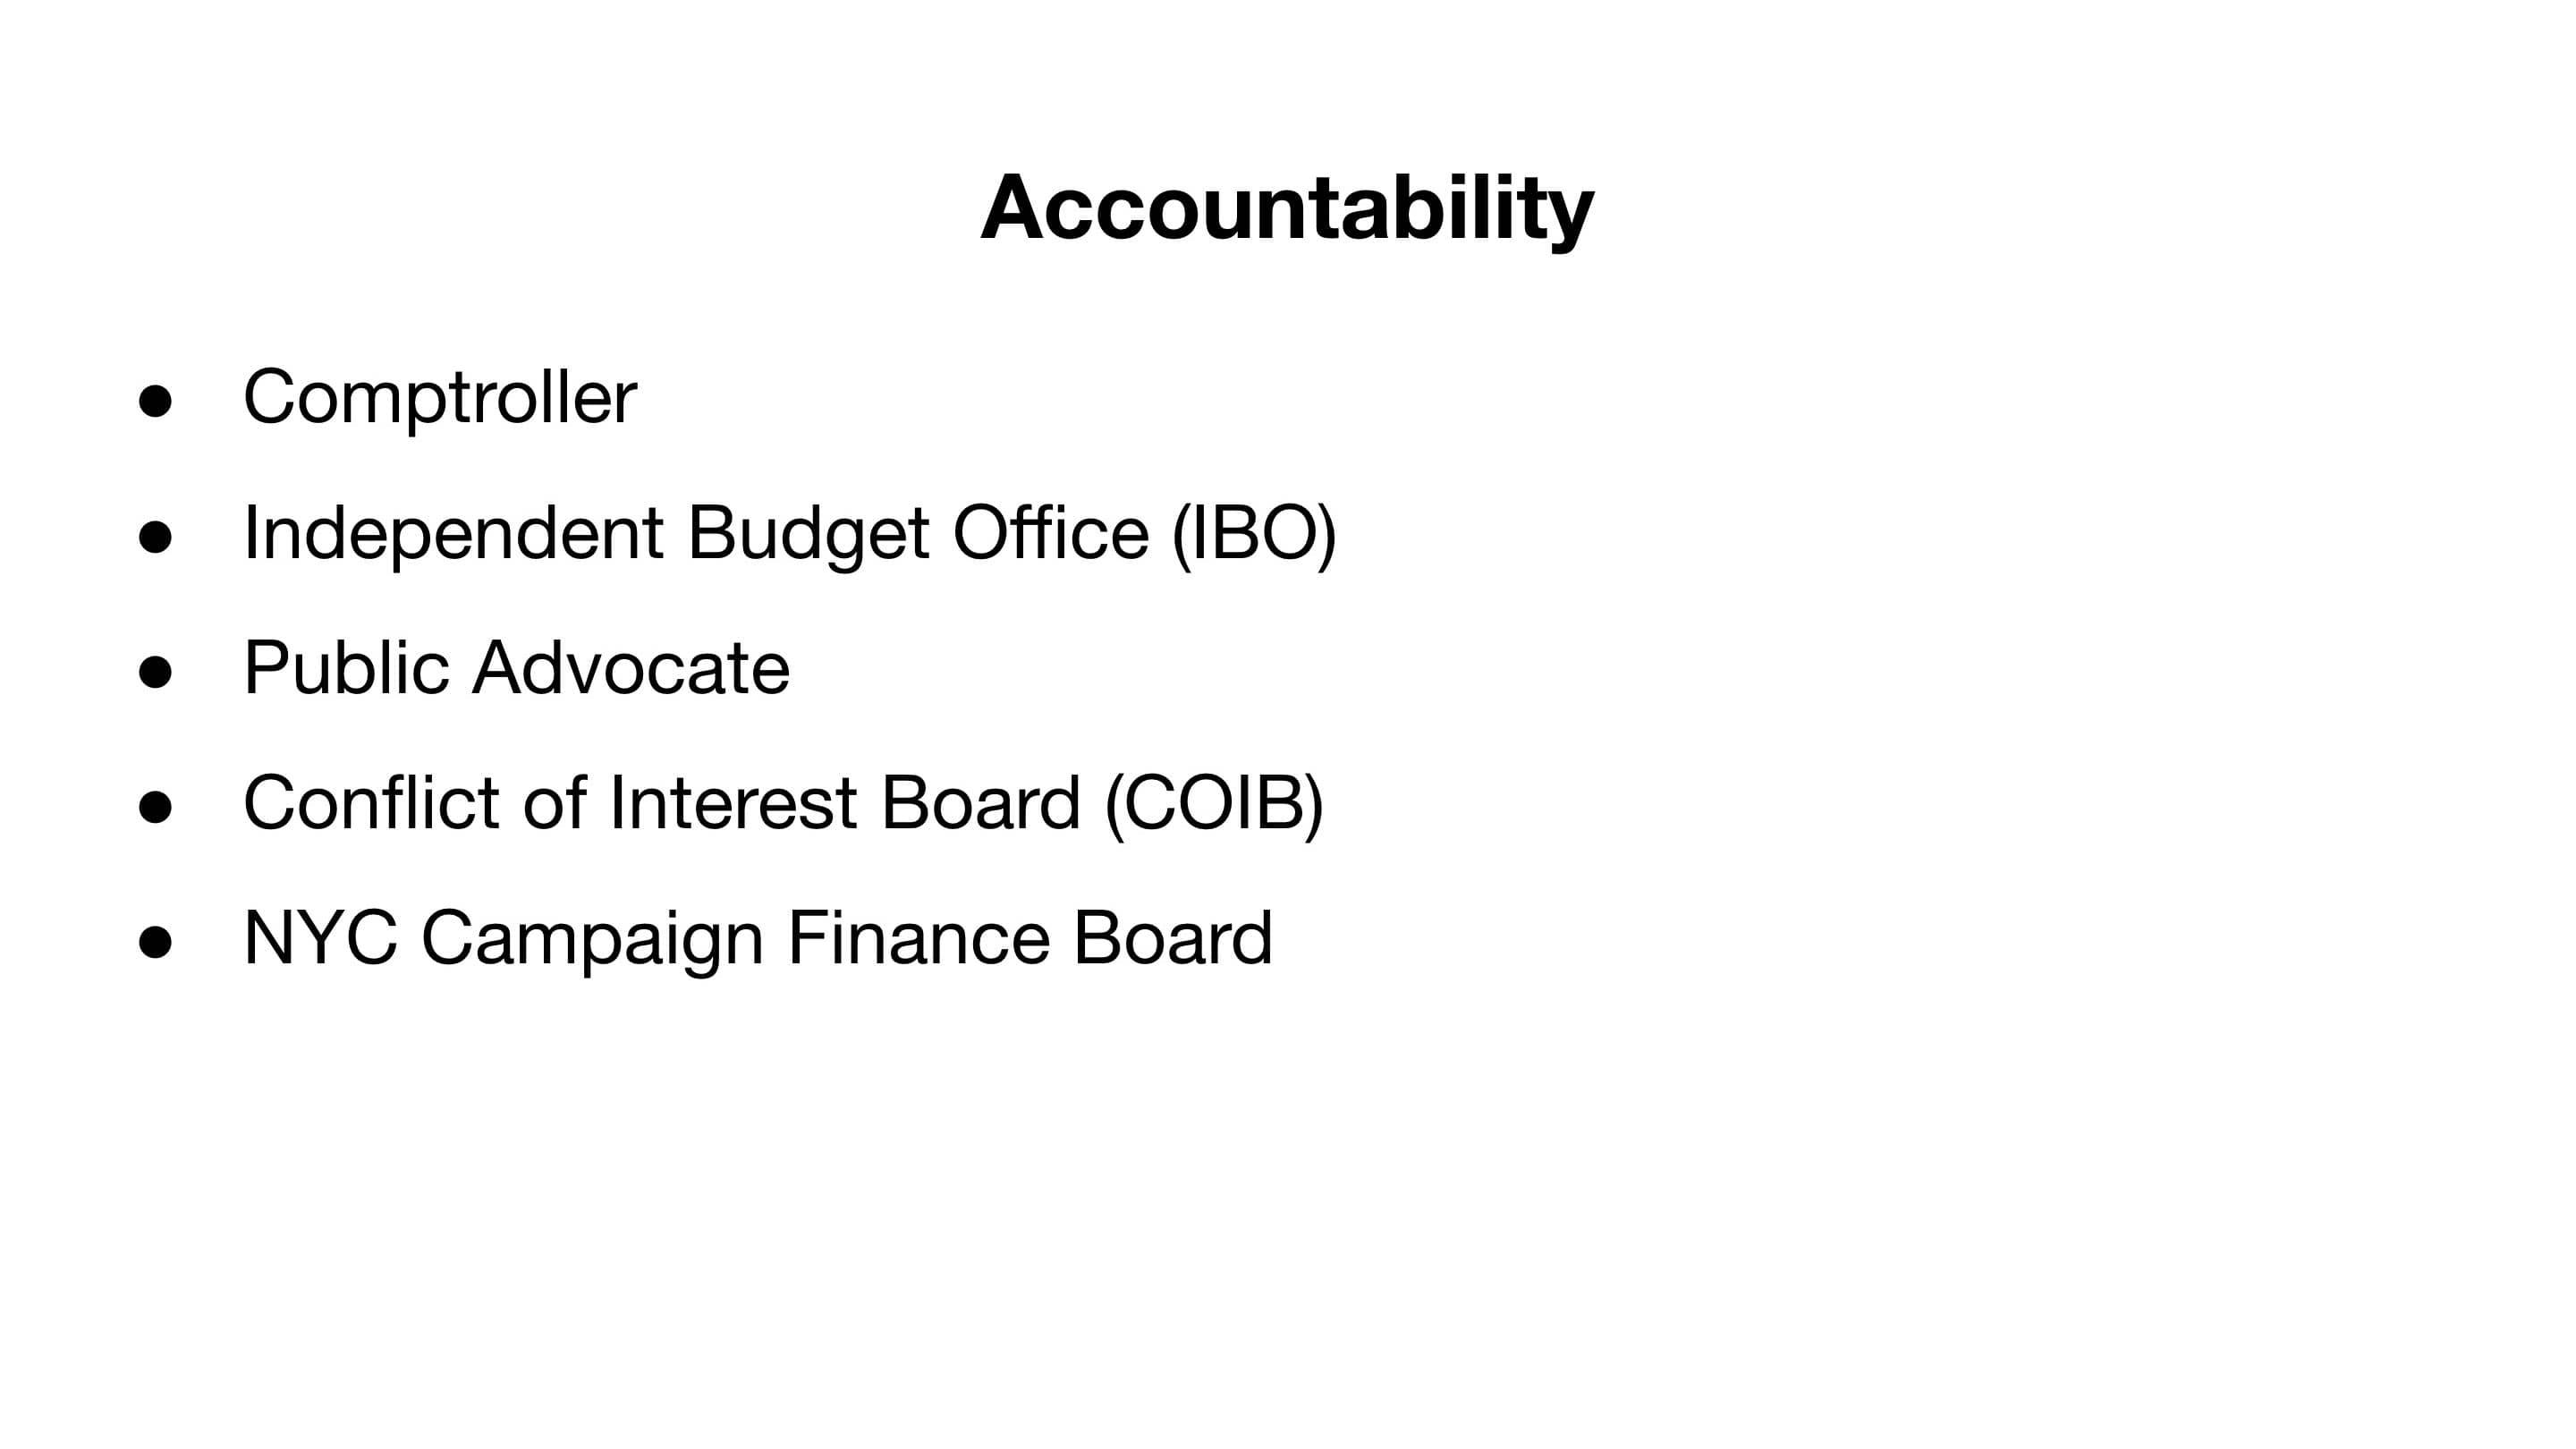 Accountability
● Comptroller
● Independent Budget Office (IBO)
● Public Advocate
● Conflict of Interest Board (COIB)
● NYC Campaign Finance Board